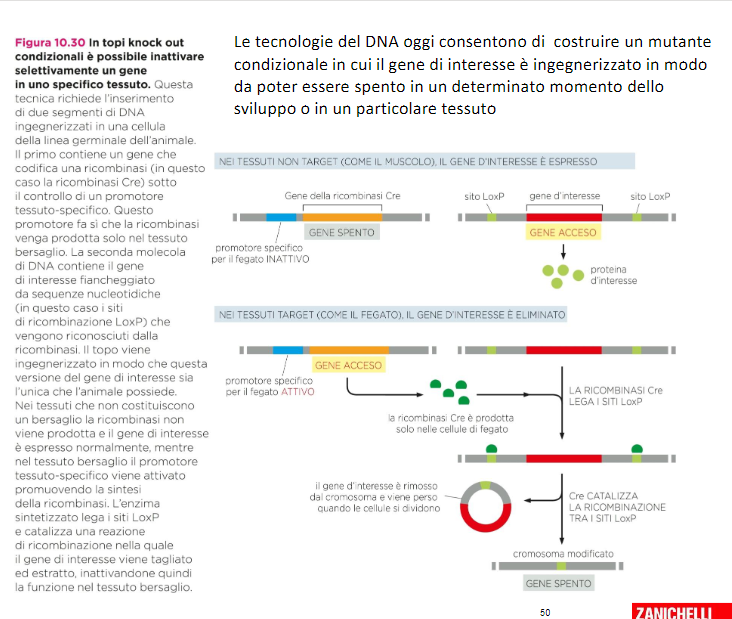 Figura 10.30 In topi knock out
condizionali è possibile inattivare
selettivamente un gene
in uno specifico tessuto. Questa
tecnica richiede l'inserimento
di due segmenti di DNA
ingegnerizzati in una cellula
della linea germinale dell'animale.
Il primo contiene un gene che
codifica una ricombinasi (in questo
caso la ricombinasi Cre) sotto
il controllo di un promotore
tessuto-specifico. Questo
promotore fa sì che la ricombinasi
venga prodotta solo nel tessuto
bersaglio. La seconda molecola
di DNA contiene il gene
di interesse fiancheggiato
da sequenze nucleotidiche
(in questo caso i siti
di ricombinazione LoxP) che
vengono riconosciuti dalla
ricombinasi. Il topo viene
ingegnerizzato in modo che questa
versione del gene di interesse sia
l'unica che l'animale possiede.
Nei tessuti che non costituiscono
un bersaglio la ricombinasi non
viene prodotta e il gene di interesse
è espresso normalmente, mentre
nel tessuto bersaglio il promotore
tessuto-specifico viene attivato
promuovendo la sintesi
della ricombinasi. L'enzima
sintetizzato lega i siti LoxP
e catalizza una reazione
di ricombinazione nella quale
il gene di interesse viene tagliato
ed estratto, inattivandone quindi
la funzione nel tessuto bersaglio.
Le tecnologie del DNA oggi consentono di costruire un mutante
condizionale in cui il gene di interesse è ingegnerizzato in modo
da poter essere spento in un determinato momento dello
sviluppo o in un particolare tessuto
NEI TESSUTI NON TARGET (COME IL MUSCOLO), IL GENE D'INTERESSE È ESPRESSO
Gene della ricombinasi Cre
GENE SPENTO
promotore specifico
per il fegato INATTIVO
sito LoxP
gene d'interesse
sito LoxP
GENE ACCESO
proteina
d'interesse
NEI TESSUTI TARGET (COME IL FEGATO), IL GENE D'INTERESSE È ELIMINATO
GENE ACCESO
promotore specifico
per il fegato ATTIVO
la ricombinasi Cre è prodotta
solo nelle cellule di fegato
LA RICOMBINASI Cre
LEGA I SITI LoxP
il gene d'interesse è rimosso
dal cromosoma e viene perso
quando le cellule si dividono
Cre CATALIZZA
LA RICOMBINAZIONE
TRA I SITI LoxP
cromosoma modificato
GENE SPENTO
50
ZANICHELLI